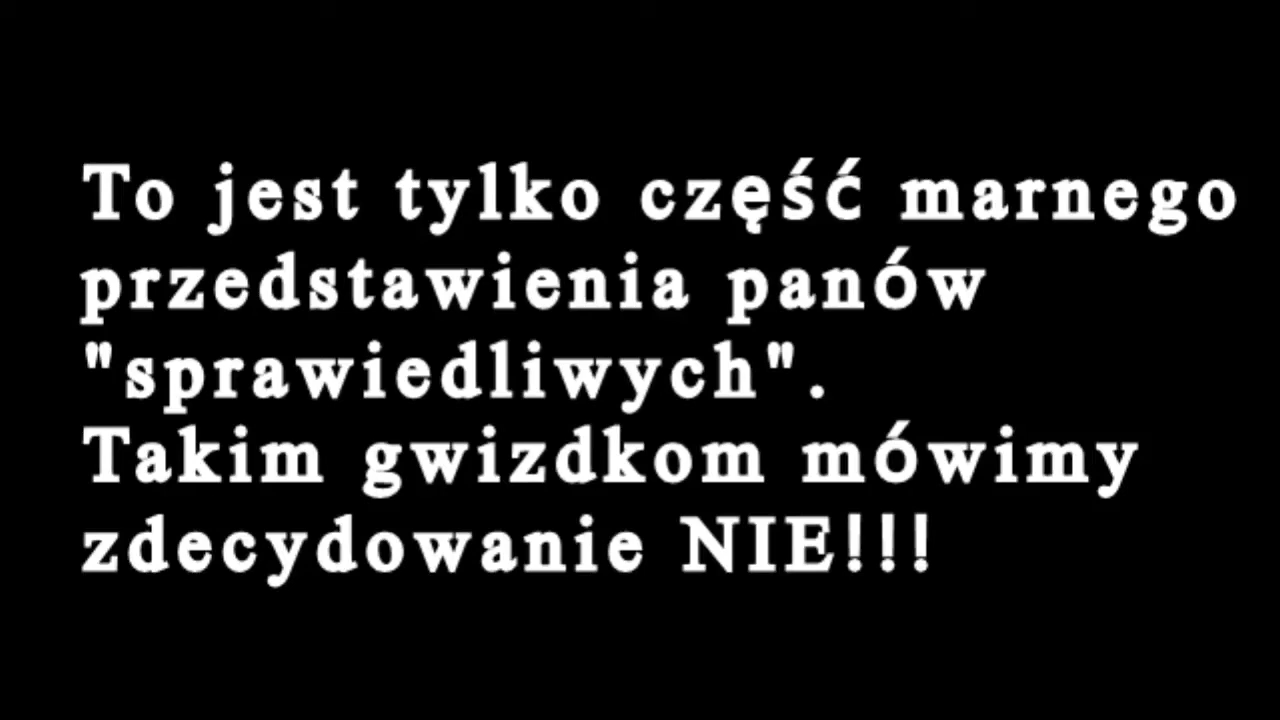 To jest tylko część marnego
przedstawienia panów
"sprawiedliwych".
Takim gwizdkom mówimy
zdecydowanie NIE!!!